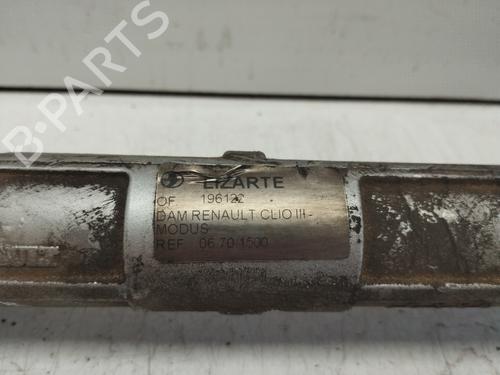 B-PARTS
LIZARTE
OF 196122
DAM RENAULT CLIO III-
MODUS
REF 06.70.1500